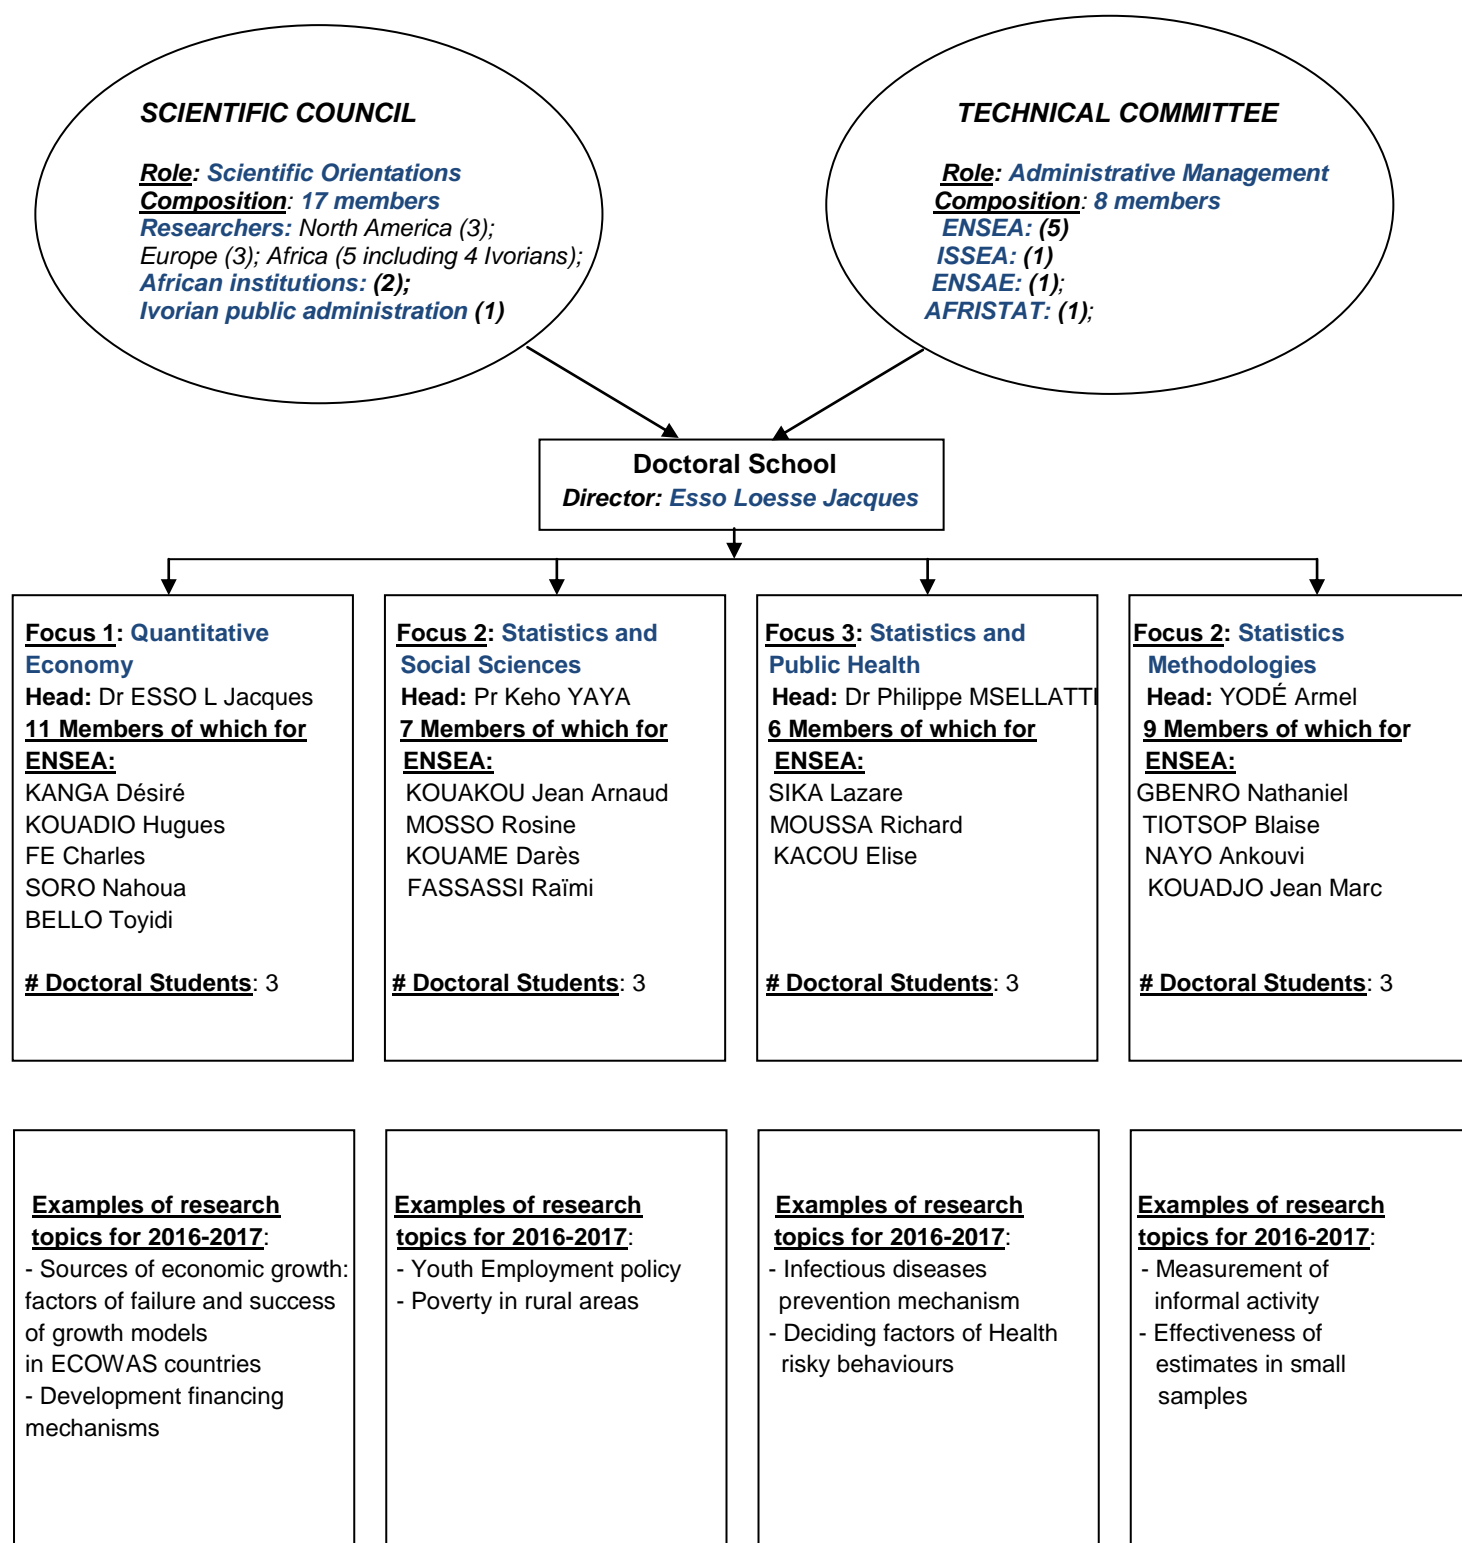 SCIENTIFIC COUNCIL
Role: Scientific Orientations
Composition: 17 members
Researchers: North America (3);
Europe (3); Africa (5 including 4 Ivorians);
African institutions: (2);
Ivorian public administration (1)
TECHNICAL COMMITTEE
Role: Administrative Management
Composition: 8 members
ENSEA: (5)
ISSEA: (1)
ENSAE: (1);
AFRISTAT: (1);
Doctoral School
Director: Esso Loesse Jacques
Focus 1: Quantitative
Economy
Head: Dr ESSO L Jacques
11 Members of which for
ENSEA:
KANGA Désiré
KOUADIO Hugues
FE Charles
SORO Nahoua
BELLO Toyidi
# Doctoral Students: 3
Focus 2: Statistics and
Social Sciences
Head: Pr Keho YAYA
7 Members of which for
ENSEA:
KOUAKOU Jean Arnaud
MOSSO Rosine
KOUAME Darès
FASSASSI Raïmi
# Doctoral Students: 3
Focus 3: Statistics and
Public Health
Head: Dr Philippe MSELLATTI
6 Members of which for
ENSEA:
SIKA Lazare
MOUSSA Richard
KACOU Elise
# Doctoral Students: 3
Focus 2: Statistics
Methodologies
Head: YODÉ Armel
9 Members of which for
ENSEA:
GBENRO Nathaniel
TIOTSOP Blaise
NAYO Ankouvi
KOUADJO Jean Marc
# Doctoral Students: 3
Examples of research
topics for 2016-2017:
- Sources of economic growth:
factors of failure and success
of growth models
in ECOWAS countries
- Development financing
mechanisms
Examples of research
topics for 2016-2017:
- Youth Employment policy
- Poverty in rural areas
Examples of research
topics for 2016-2017:
- Infectious diseases
prevention mechanism
- Deciding factors of Health
risky behaviours
Examples of research
topics for 2016-2017:
- Measurement of
informal activity
- Effectiveness of
estimates in small
samples